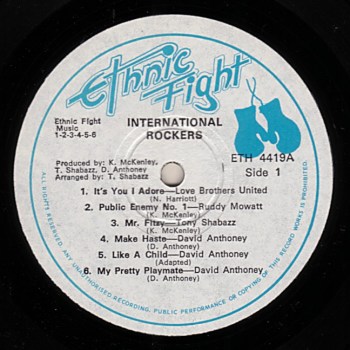 Ethnic
Fight
Ethnic Fight
Music
1-2-3-4-5-6
INTERNATIONAL
ROCKERS
ETH 4419A
Side 1
Produced by: K. McKenley,
T. Shabazz, D. Anthoney
Arranged by: T. Shabazz
1. It's You I Adore—Love Brothers United
(N. Harriott)
2. Public Enemy No. 1—Ruddy Mowatt
(K. McKenley)
3. Mr. Fitzy—Tony Shabazz
(K. McKenley)
4. Make Haste—David Anthoney
(D. Anthoney)
5. Like A Child—David Anthoney
(Adapted)
6. My Pretty Playmate—David Anthoney
(D. Anthoney)
ALL RIGHTS RESERVED. ANY UNAUTHORISED RECORDING, PUBLIC PERFORMANCE OR COPYING OF THIS RECORD WORK IS PROHIBITED.